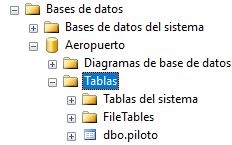 Bases de datos
Bases de datos del sistema
Aeropuerto
Diagramas de base de datos
Tablas
Tablas del sistema
FileTables
dbo.piloto